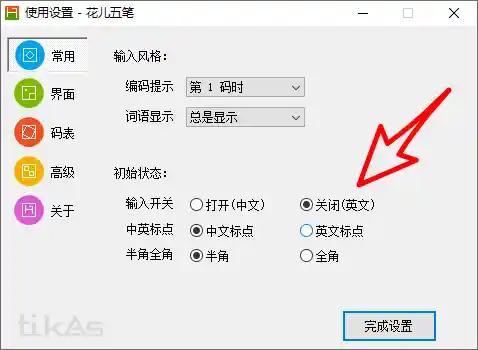 使用设置 - 花儿五笔
常用
界面
码表
高级
关于
输入风格:
编码提示 第 1 码时
词语显示 总是显示
初始状态:
输入开关 打开(中文) 关闭(英文)
中英标点 中文标点 英文标点
半角全角 半角 全角
tikAs
完成设置